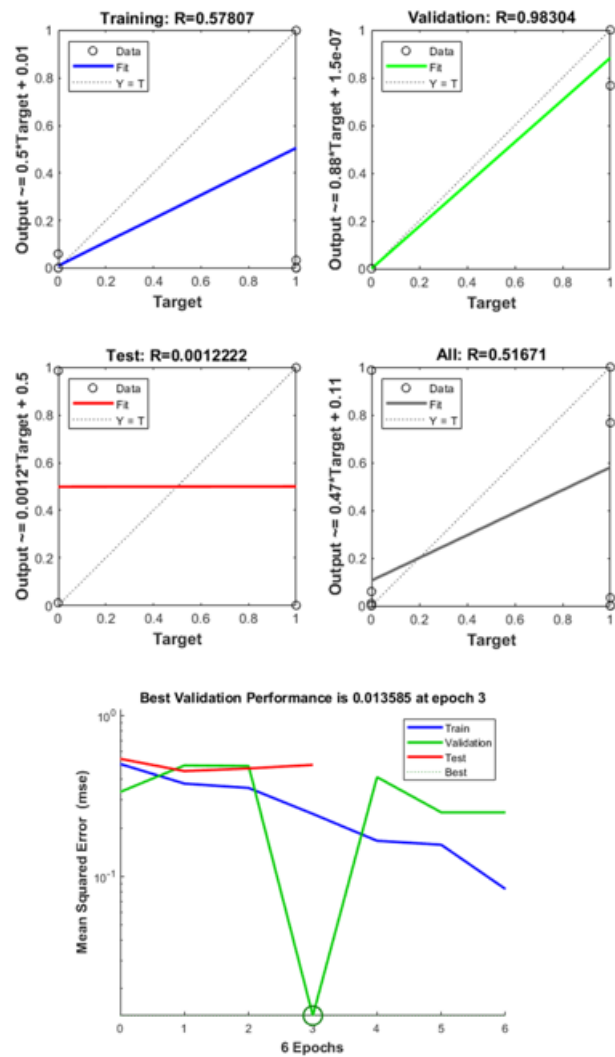 Training: R=0.57807
Output ~= 0.5*Target + 0.01
Data
Fit
Y = T
1
0.8
0.6
0.4
0.2
0
0 0.2 0.4 0.6 0.8 1
Target
Validation: R=0.98304
Output ~= 0.88*Target + 1.5e-07
Data
Fit
Y = T
1
0.8
0.6
0.4
0.2
0
0 0.2 0.4 0.6 0.8 1
Target
Test: R=0.0012222
Output ~= 0.0012*Target + 0.5
Data
Fit
Y = T
1
0.8
0.6
0.4
0.2
0
0 0.2 0.4 0.6 0.8 1
Target
All: R=0.51671
Output ~= 0.47*Target + 0.11
Data
Fit
Y = T
1
0.8
0.6
0.4
0.2
0
0 0.2 0.4 0.6 0.8 1
Target
Best Validation Performance is 0.013585 at epoch 3
Mean Squared Error (mse)
10⁰
10⁻¹
Train
Validation
Test
Best
0 1 2 3 4 5 6
6 Epochs